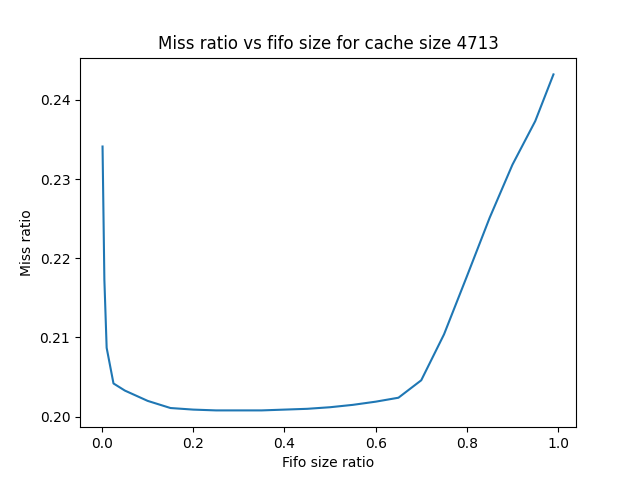 Miss ratio vs fifo size for cache size 4713
0.24
0.23
0.22
0.21
0.20
Miss ratio
0.0 0.2 0.4 0.6 0.8 1.0
Fifo size ratio